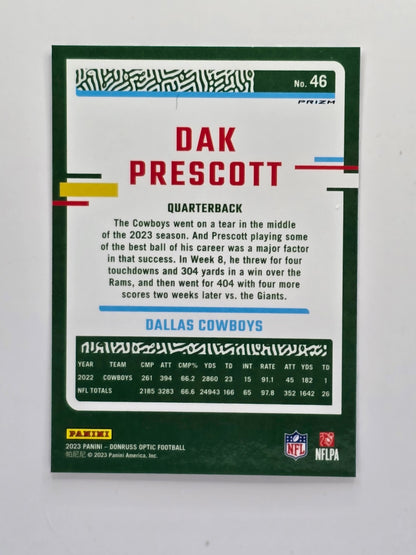 No. 46
PRIZM
DAK
PRESCOTT
QUARTERBACK
The Cowboys went on a tear in the middle
of the 2023 season. And Prescott playing some
of the best ball of his career was a major factor
in that success. In Week 8, he threw for four
touchdowns and 304 yards in a win over the
Rams, and then went for 404 with four more
scores two weeks later vs. the Giants.
DALLAS COWBOYS
YEAR TEAM CMP ATT CMP% YDS TD INT RATE ATT YDS TD
2022 COWBOYS 261 394 66.2 2860 23 15 91.1 45 182 1
NFL TOTALS 2185 3283 66.6 24943 166 65 97.8 352 1642 26
PANINI
2023 PANINI – DONRUSS OPTIC FOOTBALL
帕尼尼 © 2023 Panini America, Inc.
NFL
NFLPA